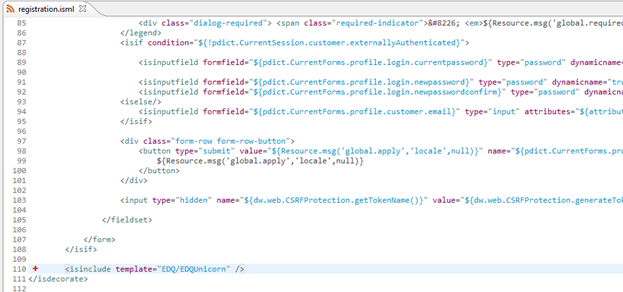 registration.isml
85 <div class="dialog-required"> <span class="required-indicator">&#8226; <em>${Resource.msg('global.require
86 </legend>
87 <isif condition="${!pdict.CurrentSession.customer.externallyAuthenticated}">
88
89 <isinputfield formfield="${pdict.CurrentForms.profile.login.currentpassword}" type="password" dynamicname=
90
91 <isinputfield formfield="${pdict.CurrentForms.profile.login.newpassword}" type="password" dynamicname="tru
92 <isinputfield formfield="${pdict.CurrentForms.profile.login.newpasswordconfirm}" type="password" dynamicna
93 <iselse/>
94 <isinputfield formfield="${pdict.CurrentForms.profile.customer.email}" type="input" attributes="${attribut
95 </isif>
96
97 <div class="form-row form-row-button">
98 <button type="submit" value="${Resource.msg('global.apply','locale',null)}" name="${pdict.CurrentForms.pro
99 ${Resource.msg('global.apply','locale',null)}
100 </button>
101 </div>
102
103 <input type="hidden" name="${dw.web.CSRFProtection.getTokenName()}" value="${dw.web.CSRFProtection.generateToke
104
105 </fieldset>
106
107 </form>
108 </isif>
109
110 <isinclude template="EDQ/EDQUnicorn" />
111 </isdecorate>
112